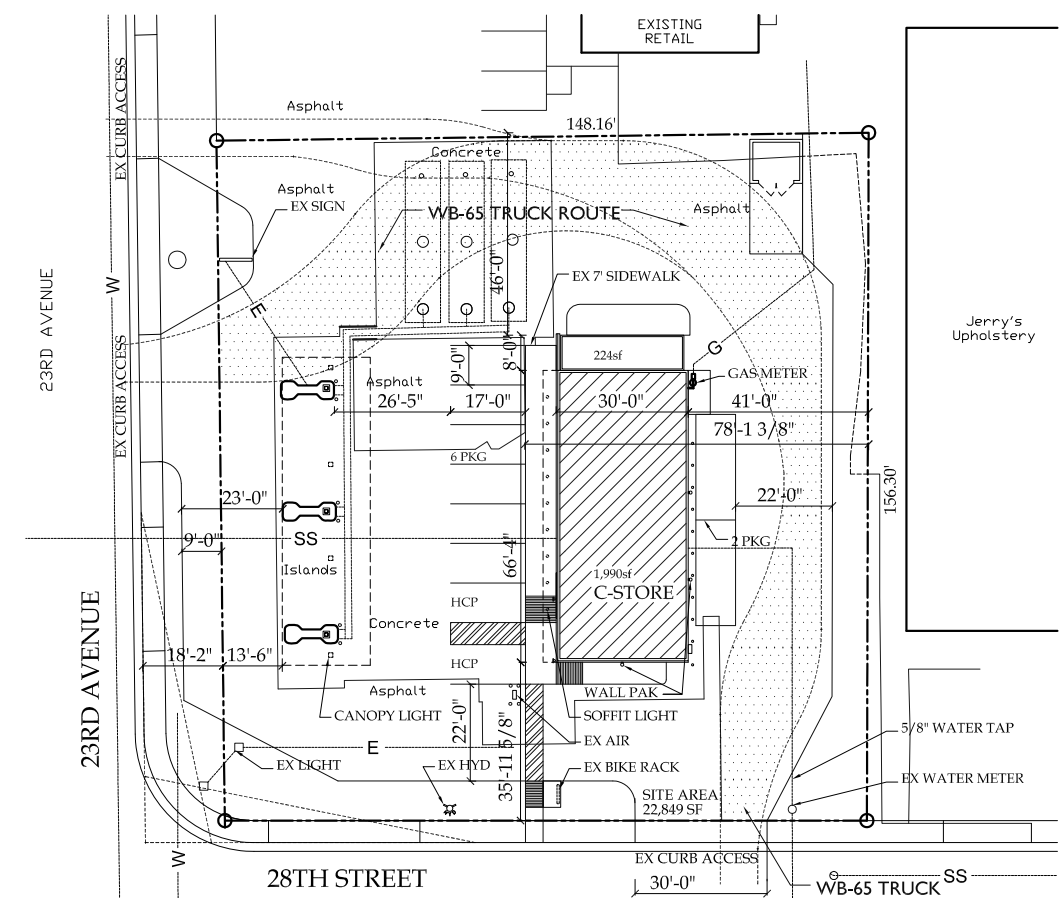 EXISTING
RETAIL
EX CURB ACCESS
Asphalt
148.16'
Concrete
Asphalt
EX SIGN
WB-65 TRUCK ROUTE
Asphalt
23RD AVENUE
W
E
46'-0"
EX 7' SIDEWALK
Jerry's
Upholstery
EX CURB ACCESS
G
224sf
8'-0"
9'-0"
GAS METER
Asphalt
26'-5"
17'-0"
30'-0"
41'-0"
78'-1 3/8"
6 PKG
156.30'
23'-0"
22'-0"
9'-0"
SS
2 PKG
66'-4"
Islands
1,990sf
C-STORE
HCP
Concrete
23RD AVENUE
HCP
18'-2"
13'-6"
Asphalt
WALL PAK
CANOPY LIGHT
22'-0"
35'-11 5/8"
SOFFIT LIGHT
5/8" WATER TAP
E
EX AIR
EX LIGHT
EX HYD
EX BIKE RACK
EX WATER METER
SITE AREA
22,849 SF
W
EX CURB ACCESS
28TH STREET
30'-0"
WB-65 TRUCK
SS